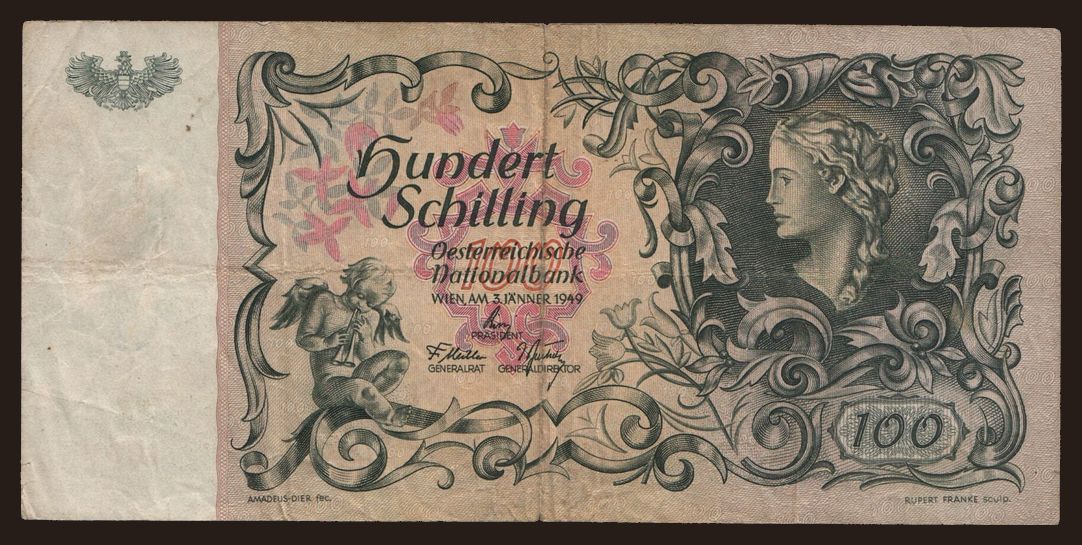 Hundert
Schilling
100
Oesterreichische
Nationalbank
WIEN, AM 3. JÄNNER 1949
PRÄSIDENT
GENERALRAT GENERALDIREKTOR
100
AMADEUS-DIER fec.
RUPERT FRANKE sculp.